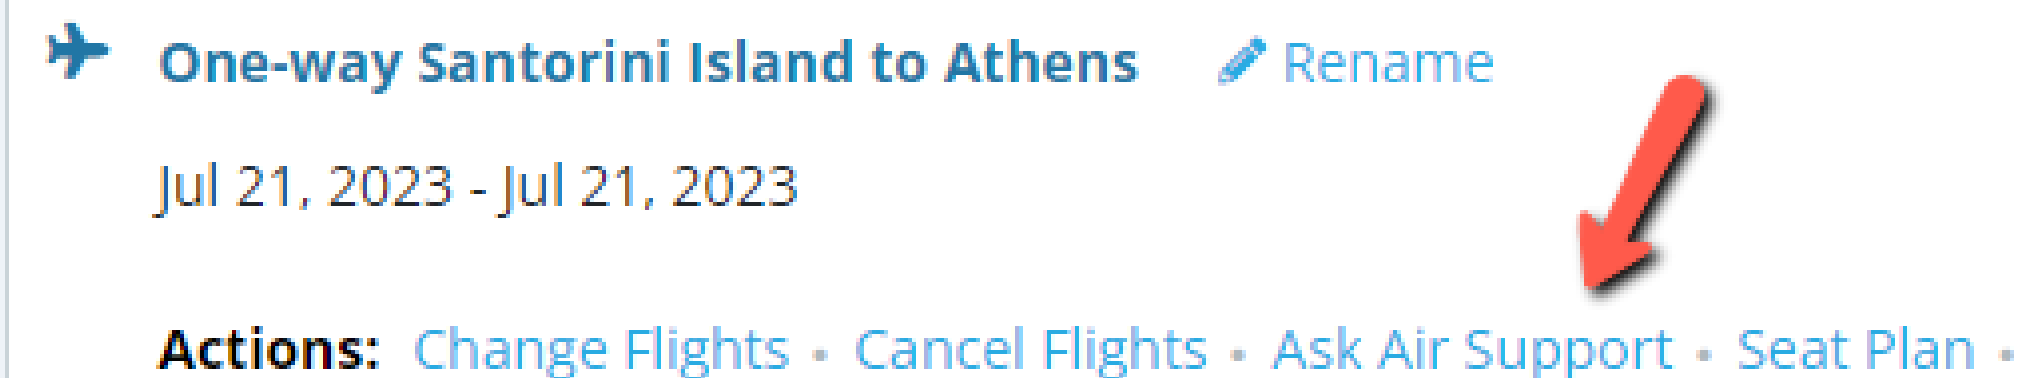 One-way Santorini Island to Athens Rename
Jul 21, 2023 - Jul 21, 2023
Actions: Change Flights • Cancel Flights • Ask Air Support • Seat Plan •